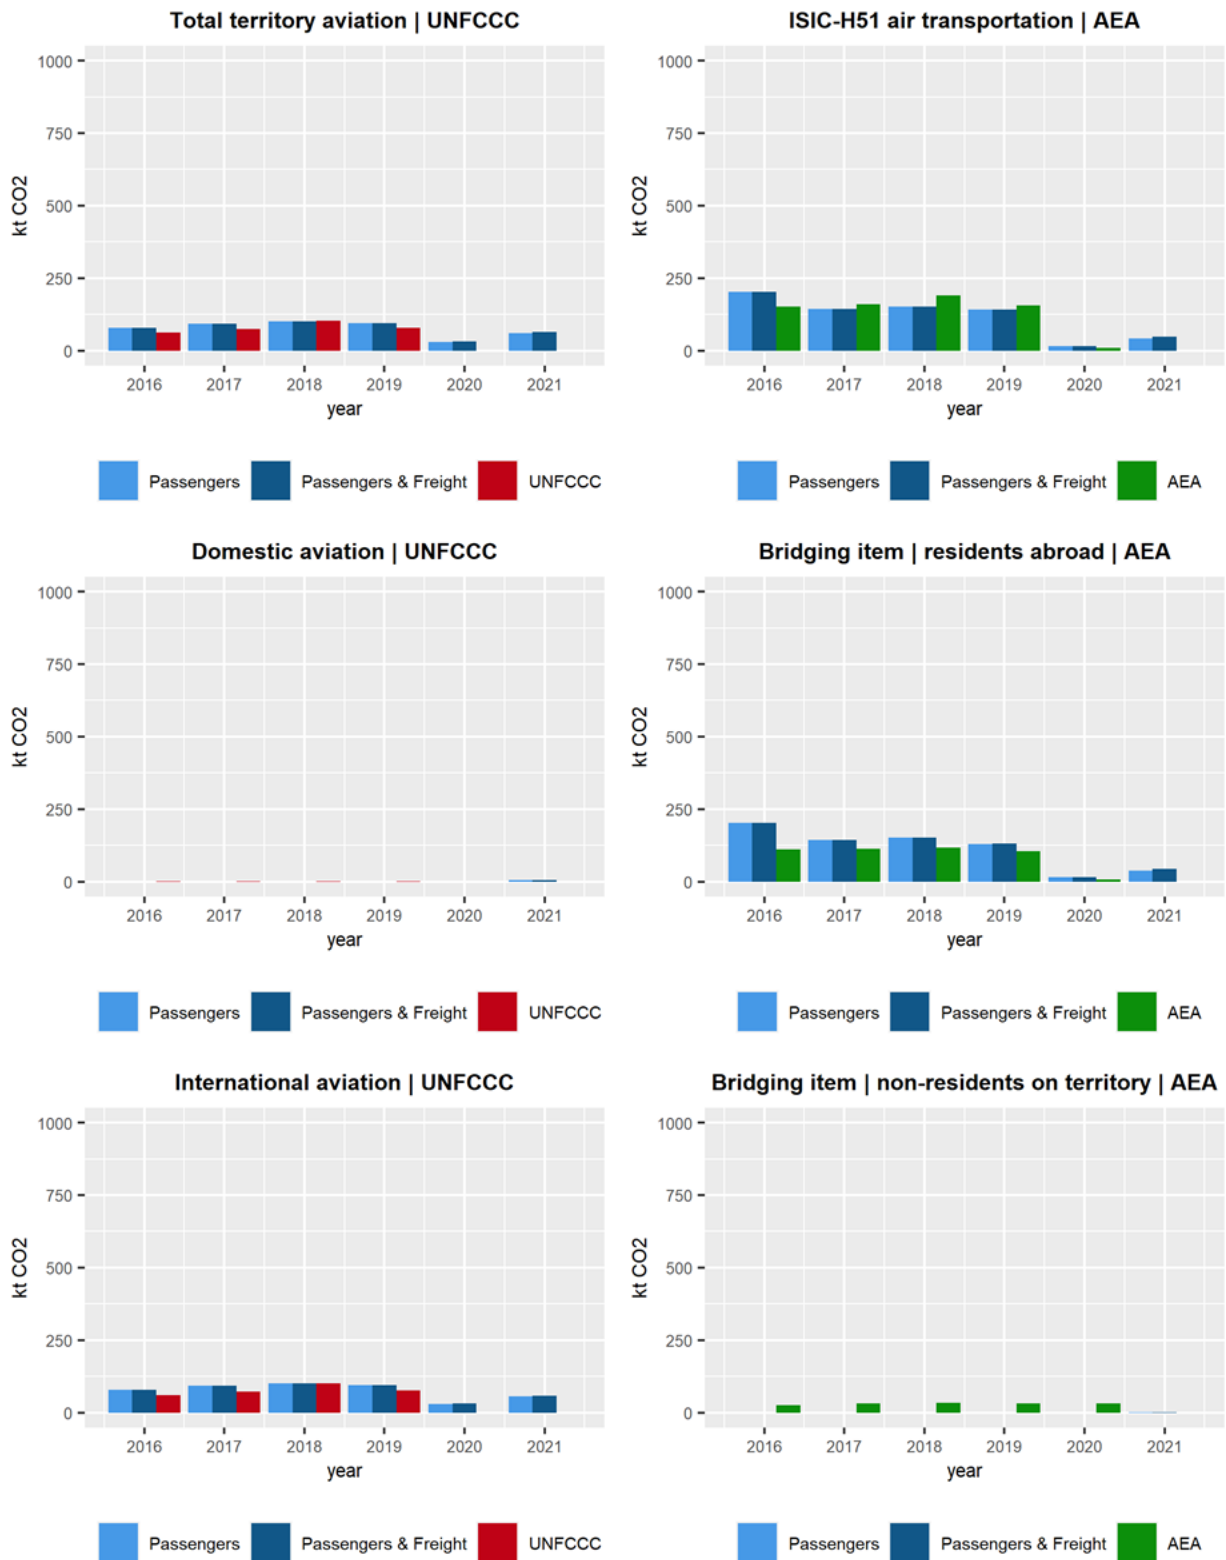 Total territory aviation | UNFCCC
1000
750
500
250
0
kt CO2
2016 2017 2018 2019 2020 2021
year
Passengers Passengers & Freight UNFCCC
ISIC-H51 air transportation | AEA
1000
750
500
250
0
kt CO2
2016 2017 2018 2019 2020 2021
year
Passengers Passengers & Freight AEA
Domestic aviation | UNFCCC
1000
750
500
250
0
kt CO2
2016 2017 2018 2019 2020 2021
year
Passengers Passengers & Freight UNFCCC
Bridging item | residents abroad | AEA
1000
750
500
250
0
kt CO2
2016 2017 2018 2019 2020 2021
year
Passengers Passengers & Freight AEA
International aviation | UNFCCC
1000
750
500
250
0
kt CO2
2016 2017 2018 2019 2020 2021
year
Passengers Passengers & Freight UNFCCC
Bridging item | non-residents on territory | AEA
1000
750
500
250
0
kt CO2
2016 2017 2018 2019 2020 2021
year
Passengers Passengers & Freight AEA